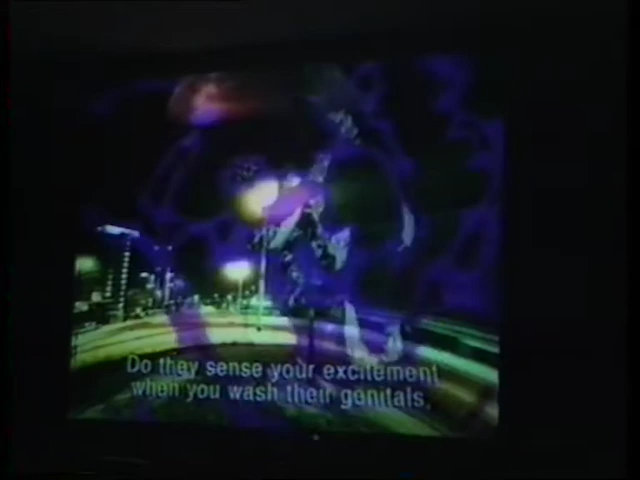 Do they sense your excitement
when you wash their genitals.